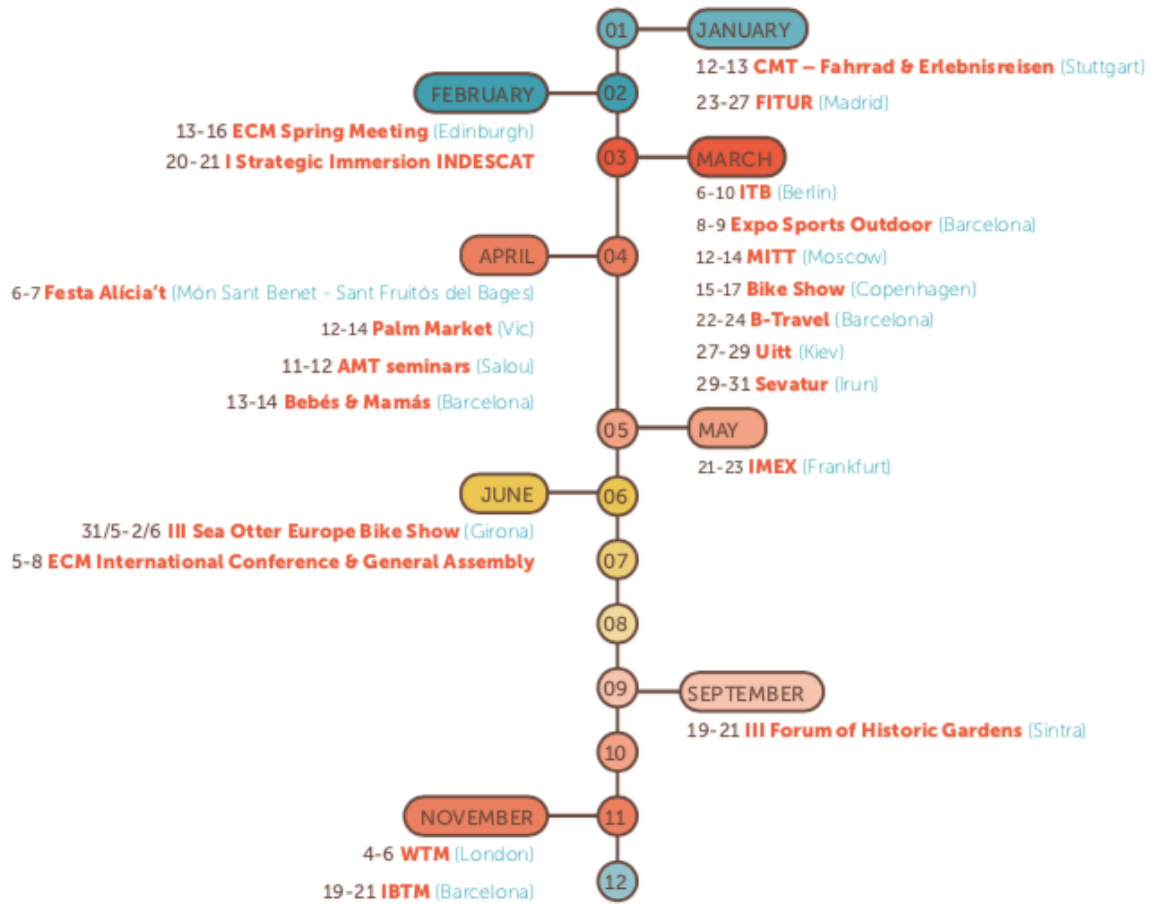 01 JANUARY
12-13 CMT – Fahrrad & Erlebnisreisen (Stuttgart)
23-27 FITUR (Madrid)
FEBRUARY 02
13-16 ECM Spring Meeting (Edinburgh)
20-21 I Strategic Immersion INDESCAT
03 MARCH
6-10 ITB (Berlin)
8-9 Expo Sports Outdoor (Barcelona)
12-14 MITT (Moscow)
15-17 Bike Show (Copenhagen)
22-24 B-Travel (Barcelona)
27-29 Uitt (Kiev)
29-31 Sevatur (Irun)
APRIL 04
6-7 Festa Alícia't (Món Sant Benet - Sant Fruitós del Bages)
12-14 Palm Market (Vic)
11-12 AMT seminars (Salou)
13-14 Bebés & Mamás (Barcelona)
05 MAY
21-23 IMEX (Frankfurt)
JUNE 06
31/5-2/6 III Sea Otter Europe Bike Show (Girona)
5-8 ECM International Conference & General Assembly
07
08
09 SEPTEMBER
19-21 III Forum of Historic Gardens (Sintra)
10
NOVEMBER 11
4-6 WTM (London)
19-21 IBTM (Barcelona)
12